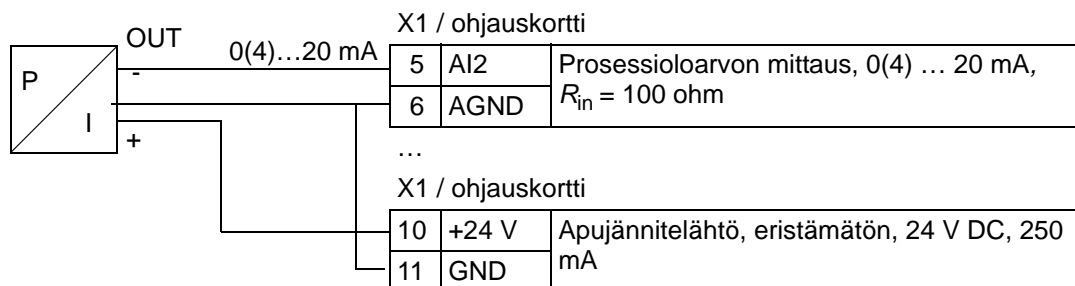 X1 / ohjauskortti
OUT
0(4)…20 mA
P
I
-
+
5 AI2 Prosessioloarvon mittaus, 0(4) … 20 mA,
6 AGND Rin = 100 ohm
…
X1 / ohjauskortti
10 +24 V Apujännitelähtö, eristämätön, 24 V DC, 250
11 GND mA